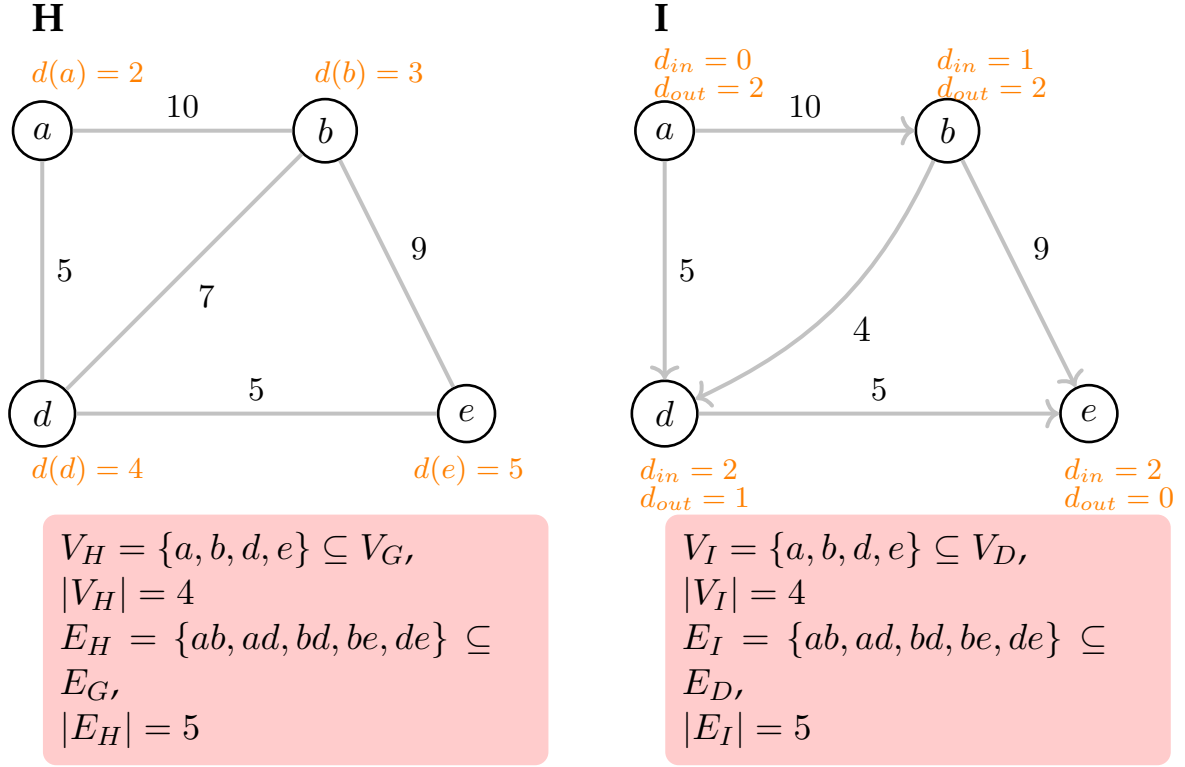 H
d(a) = 2
d(b) = 3
a
10
b
5
7
9
d
5
e
d(d) = 4
d(e) = 5
V_H = {a, b, d, e} ⊆ V_G,
|V_H| = 4
E_H = {ab, ad, bd, be, de} ⊆
E_G,
|E_H| = 5
I
d_in = 0
d_out = 2
d_in = 1
d_out = 2
a
10
b
5
4
9
d
5
e
d_in = 2
d_out = 1
d_in = 2
d_out = 0
V_I = {a, b, d, e} ⊆ V_D,
|V_I| = 4
E_I = {ab, ad, bd, be, de} ⊆
E_D,
|E_I| = 5